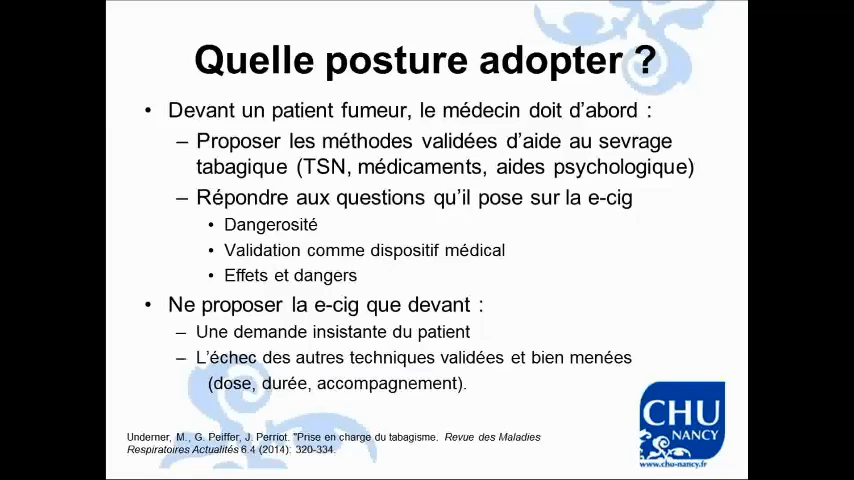 Quelle posture adopter ?
• Devant un patient fumeur, le médecin doit d'abord :
– Proposer les méthodes validées d'aide au sevrage
tabagique (TSN, médicaments, aides psychologique)
– Répondre aux questions qu'il pose sur la e-cig
• Dangerosité
• Validation comme dispositif médical
• Effets et dangers
• Ne proposer la e-cig que devant :
– Une demande insistante du patient
– L'échec des autres techniques validées et bien menées
(dose, durée, accompagnement).
Underner, M., G. Peiffer, J. Perriot. "Prise en charge du tabagisme. Revue des Maladies
Respiratoires Actualités 6.4 (2014): 320-334.
CHU
NANCY
www.chu-nancy.fr